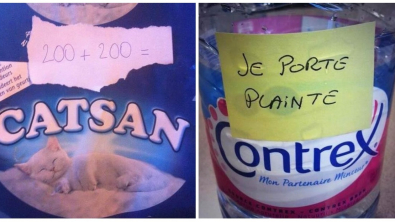 200 + 200 =
CATSAN
JE PORTE
PLAINTE
Contrex
Mon Partenaire Minceur